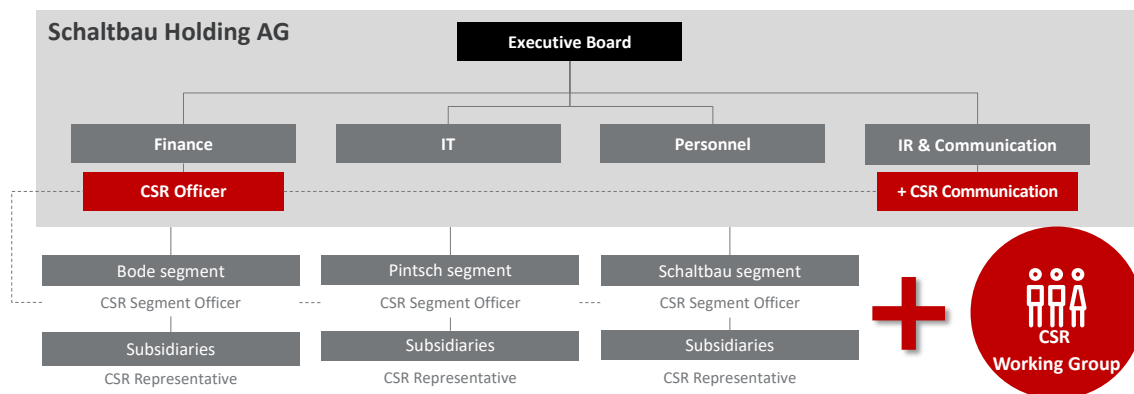 Schaltbau Holding AG
Executive Board
Finance
IT
Personnel
IR & Communication
CSR Officer
+ CSR Communication
Bode segment
Pintsch segment
Schaltbau segment
CSR Segment Officer
CSR Segment Officer
CSR Segment Officer
Subsidiaries
Subsidiaries
Subsidiaries
CSR Representative
CSR Representative
CSR Representative
CSR
Working Group